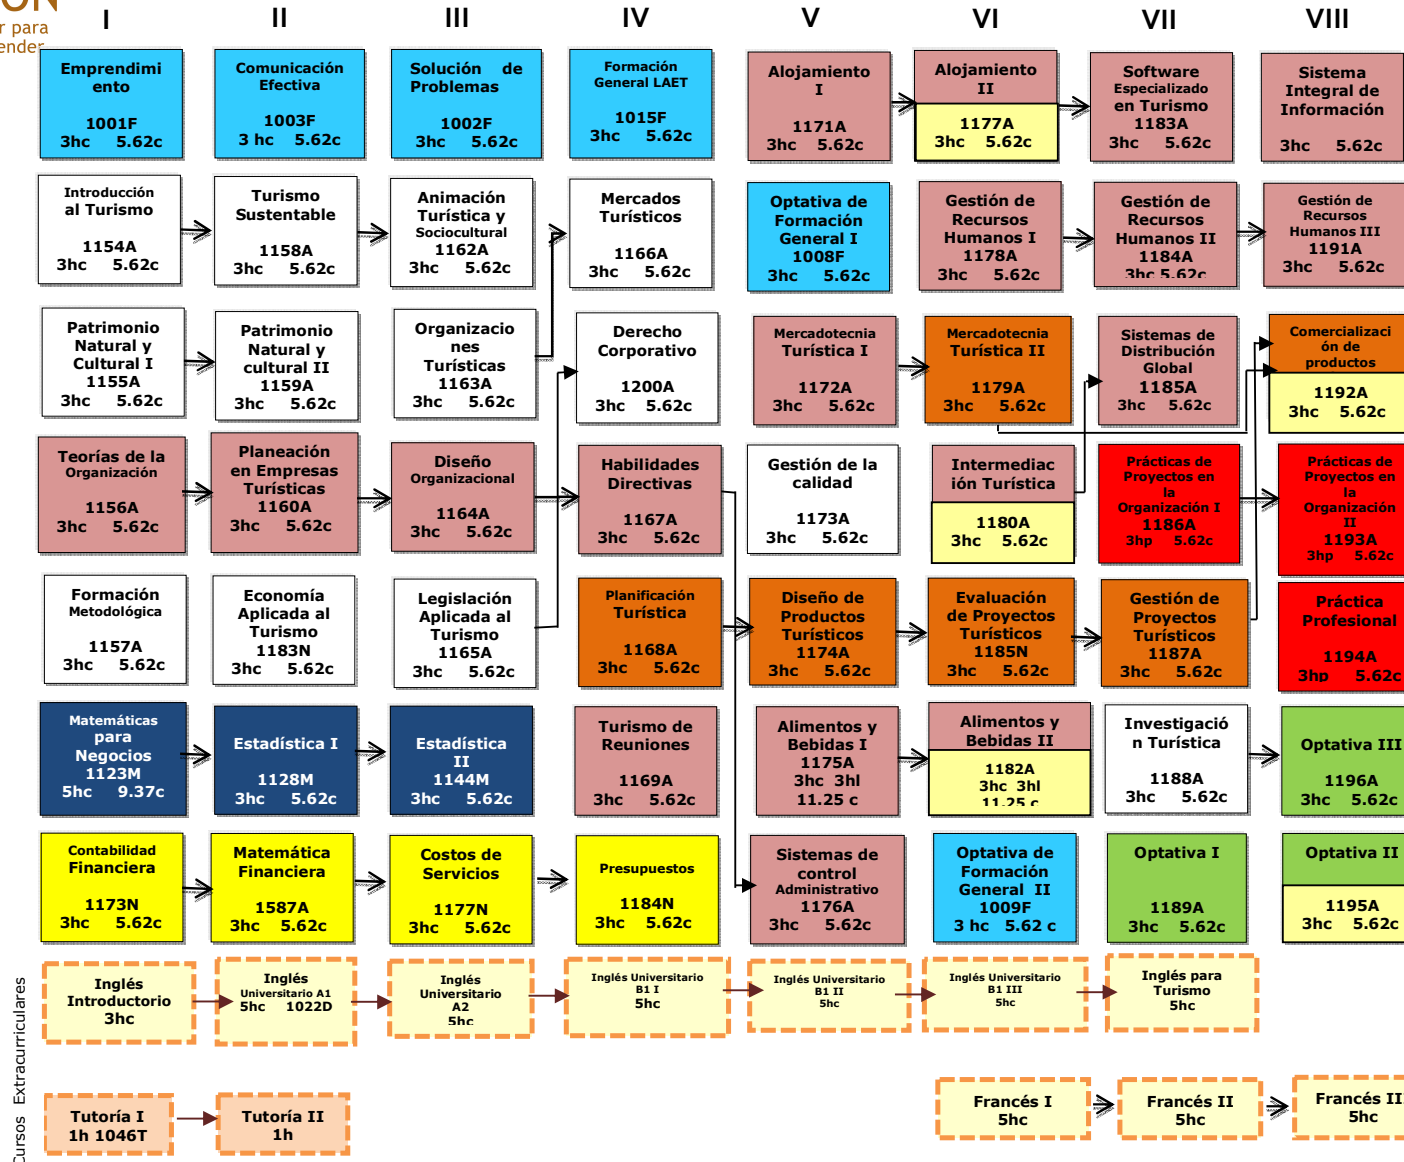 ON
r para
ender
I II III IV V VI VII VIII
Emprendimi
ento
1001F
3hc 5.62c
Comunicación
Efectiva
1003F
3 hc 5.62c
Solución de
Problemas
1002F
3hc 5.62c
Formación
General LAET
1015F
3hc 5.62c
Alojamiento
I
1171A
3hc 5.62c
Alojamiento
II
1177A
3hc 5.62c
Software
Especializado
en Turismo
1183A
3hc 5.62c
Sistema
Integral de
Información
3hc 5.62c
Introducción
al Turismo
1154A
3hc 5.62c
Turismo
Sustentable
1158A
3hc 5.62c
Animación
Turística y
Sociocultural
1162A
3hc 5.62c
Mercados
Turísticos
1166A
3hc 5.62c
Optativa de
Formación
General I
1008F
3hc 5.62c
Gestión de
Recursos
Humanos I
1178A
3hc 5.62c
Gestión de
Recursos
Humanos II
1184A
3hc 5.62c
Gestión de
Recursos
Humanos III
1191A
3hc 5.62c
Patrimonio
Natural y
Cultural I
1155A
3hc 5.62c
Patrimonio
Natural y
cultural II
1159A
3hc 5.62c
Organizacio
nes
Turísticas
1163A
3hc 5.62c
Derecho
Corporativo
1200A
3hc 5.62c
Mercadotecnia
Turística I
1172A
3hc 5.62c
Mercadotecnia
Turística II
1179A
3hc 5.62c
Sistemas de
Distribución
Global
1185A
3hc 5.62c
Comercializaci
ón de
productos
1192A
3hc 5.62c
Teorías de la
Organización
1156A
3hc 5.62c
Planeación
en Empresas
Turísticas
1160A
3hc 5.62c
Diseño
Organizacional
1164A
3hc 5.62c
Habilidades
Directivas
1167A
3hc 5.62c
Gestión de la
calidad
1173A
3hc 5.62c
Intermediac
ión Turística
1180A
3hc 5.62c
Prácticas de
Proyectos en
la
Organización I
1186A
3hp 5.62c
Prácticas de
Proyectos en
la
Organización
II
1193A
3hp 5.62c
Formación
Metodológica
1157A
3hc 5.62c
Economía
Aplicada al
Turismo
1183N
3hc 5.62c
Legislación
Aplicada al
Turismo
1165A
3hc 5.62c
Planificación
Turística
1168A
3hc 5.62c
Diseño de
Productos
Turísticos
1174A
3hc 5.62c
Evaluación
de Proyectos
Turísticos
1185N
3hc 5.62c
Gestión de
Proyectos
Turísticos
1187A
3hc 5.62c
Práctica
Profesional
1194A
3hp 5.62c
Matemáticas
para
Negocios
1123M
5hc 9.37c
Estadística I
1128M
3hc 5.62c
Estadística
II
1144M
3hc 5.62c
Turismo de
Reuniones
1169A
3hc 5.62c
Alimentos y
Bebidas I
1175A
3hc 3hl
11.25 c
Alimentos y
Bebidas II
1182A
3hc 3hl
11.25 c
Investigació
n Turística
1188A
3hc 5.62c
Optativa III
1196A
3hc 5.62c
Contabilidad
Financiera
1173N
3hc 5.62c
Matemática
Financiera
1587A
3hc 5.62c
Costos de
Servicios
1177N
3hc 5.62c
Presupuestos
1184N
3hc 5.62c
Sistemas de
control
Administrativo
1176A
3hc 5.62c
Optativa de
Formación
General II
1009F
3 hc 5.62 c
Optativa I
1189A
3hc 5.62c
Optativa II
1195A
3hc 5.62c
Cursos Extracurriculares
Inglés
Introductorio
3hc
Inglés
Universitario A1
5hc 1022D
Inglés
Universitario
A2
5hc
Inglés Universitario
B1 I
5hc
Inglés Universitario
B1 II
5hc
Inglés Universitario
B1 III
5hc
Inglés para
Turismo
5hc
Tutoría I
1h 1046T
Tutoría II
1h
Francés I
5hc
Francés II
5hc
Francés III
5hc